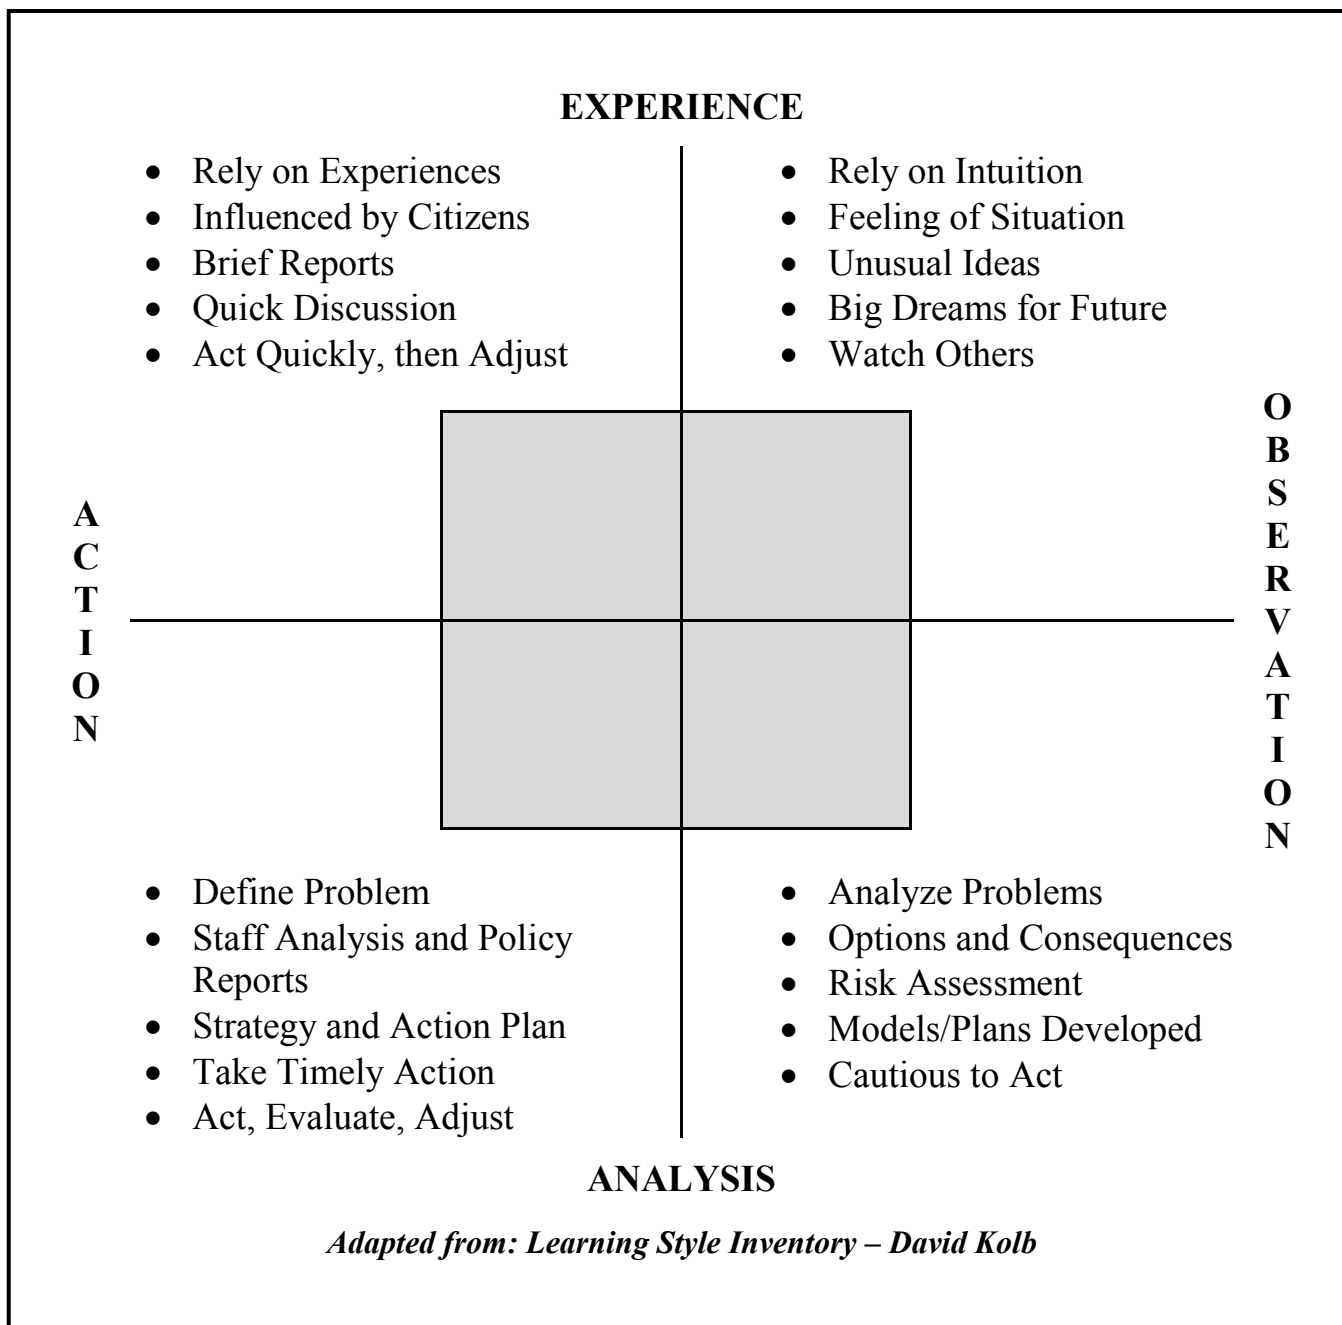 EXPERIENCE
• Rely on Experiences
• Influenced by Citizens
• Brief Reports
• Quick Discussion
• Act Quickly, then Adjust
• Rely on Intuition
• Feeling of Situation
• Unusual Ideas
• Big Dreams for Future
• Watch Others
ACTION
OBSERVATION
• Define Problem
• Staff Analysis and Policy
Reports
• Strategy and Action Plan
• Take Timely Action
• Act, Evaluate, Adjust
• Analyze Problems
• Options and Consequences
• Risk Assessment
• Models/Plans Developed
• Cautious to Act
ANALYSIS
Adapted from: Learning Style Inventory – David Kolb